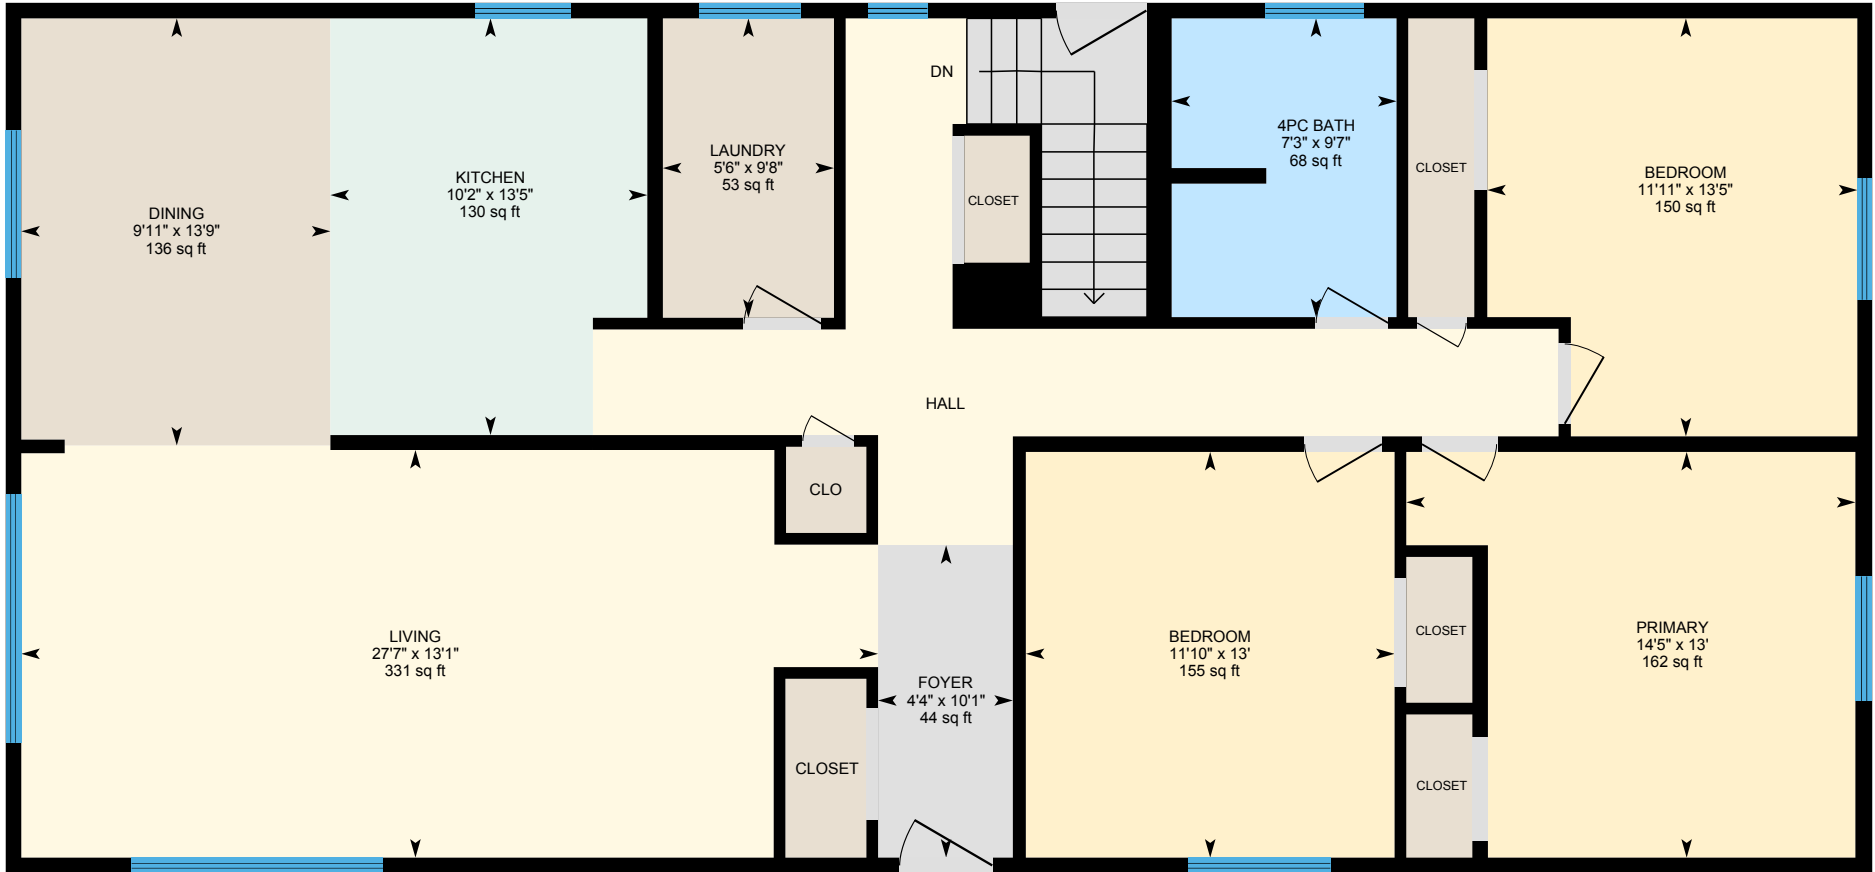 DN
LAUNDRY
5'6" x 9'8"
53 sq ft
4PC BATH
7'3" x 9'7"
68 sq ft
KITCHEN
10'2" x 13'5"
130 sq ft
DINING
9'11" x 13'9"
136 sq ft
CLOSET
CLOSET
BEDROOM
11'11" x 13'5"
150 sq ft
HALL
CLO
LIVING
27'7" x 13'1"
331 sq ft
FOYER
4'4" x 10'1"
44 sq ft
BEDROOM
11'10" x 13'
155 sq ft
CLOSET
PRIMARY
14'5" x 13'
162 sq ft
CLOSET
CLOSET